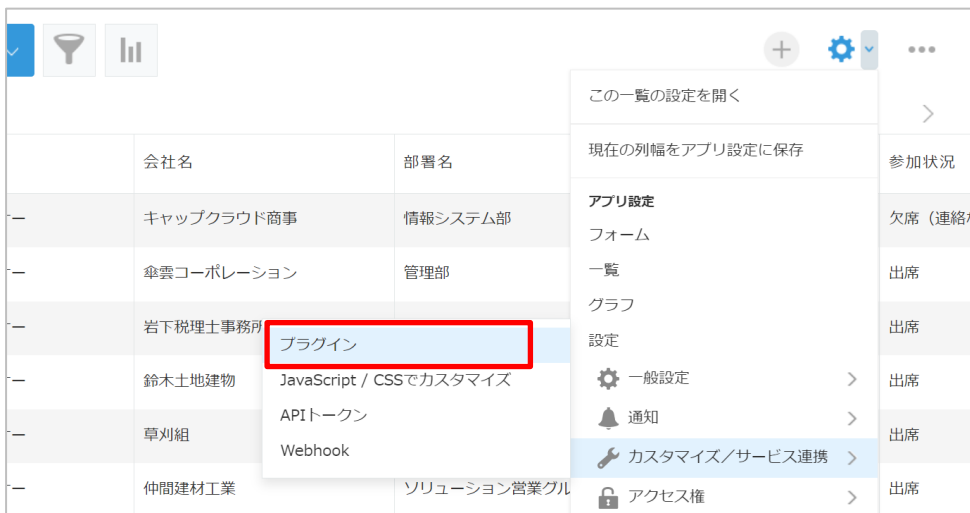 この一覧の設定を開く
現在の列幅をアプリ設定に保存
会社名 部署名 参加状況
アプリ設定
キャップクラウド商事 情報システム部 欠席（連絡
フォーム
傘雲コーポレーション 管理部 一覧 出席
グラフ
岩下税理士事務所 出席
プラグイン 設定
鈴木土地建物 JavaScript / CSSでカスタマイズ 一般設定 出席
APIトークン 通知
草刈組 出席
Webhook カスタマイズ／サービス連携
仲間建材工業 ソリューション営業グル アクセス権 出席